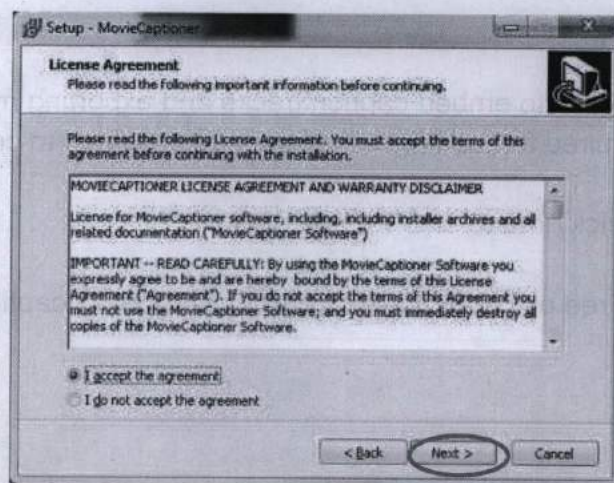 Setup - MovieCaptioner
License Agreement
Please read the following important information before continuing.
Please read the following License Agreement. You must accept the terms of this
agreement before continuing with the installation.
MOVIECAPTIONER LICENSE AGREEMENT AND WARRANTY DISCLAIMER
License for MovieCaptioner software, including, including installer archives and all
related documentation ("MovieCaptioner Software")
IMPORTANT -- READ CAREFULLY: By using the MovieCaptioner Software you
expressly agree to be and are hereby bound by the terms of this License
Agreement ("Agreement"). If you do not accept the terms of this Agreement you
must not use the MovieCaptioner Software; and you must immediately destroy all
copies of the MovieCaptioner Software.
I accept the agreement
I do not accept the agreement
< Back Next > Cancel